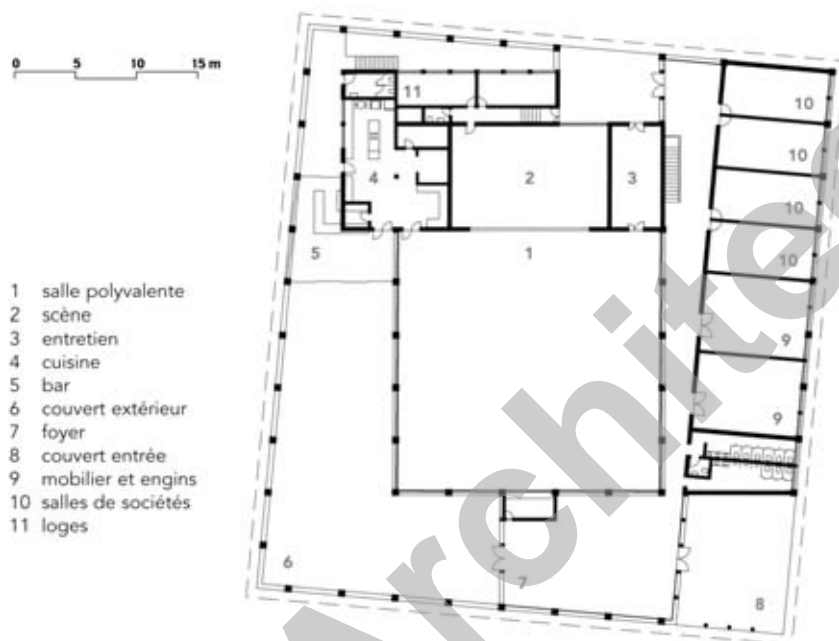 0 5 10 15 m
11
10
10
4
2
3
10
5
1
10
1 salle polyvalente
2 scène
3 entretien
4 cuisine
5 bar
6 couvert extérieur
7 foyer
8 couvert entrée
9 mobilier et engins
10 salles de sociétés
11 loges
9
9
6
7
8
Archite